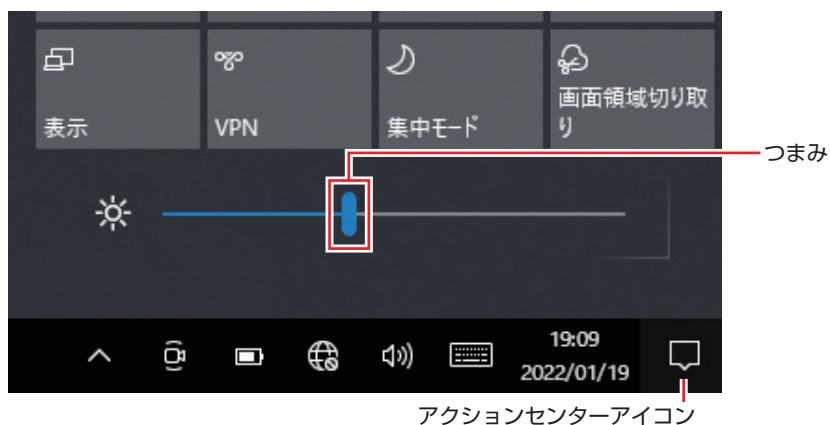 表示
VPN
集中モード
画面領域切り取
り
つまみ
19:09
2022/01/19
アクションセンターアイコン